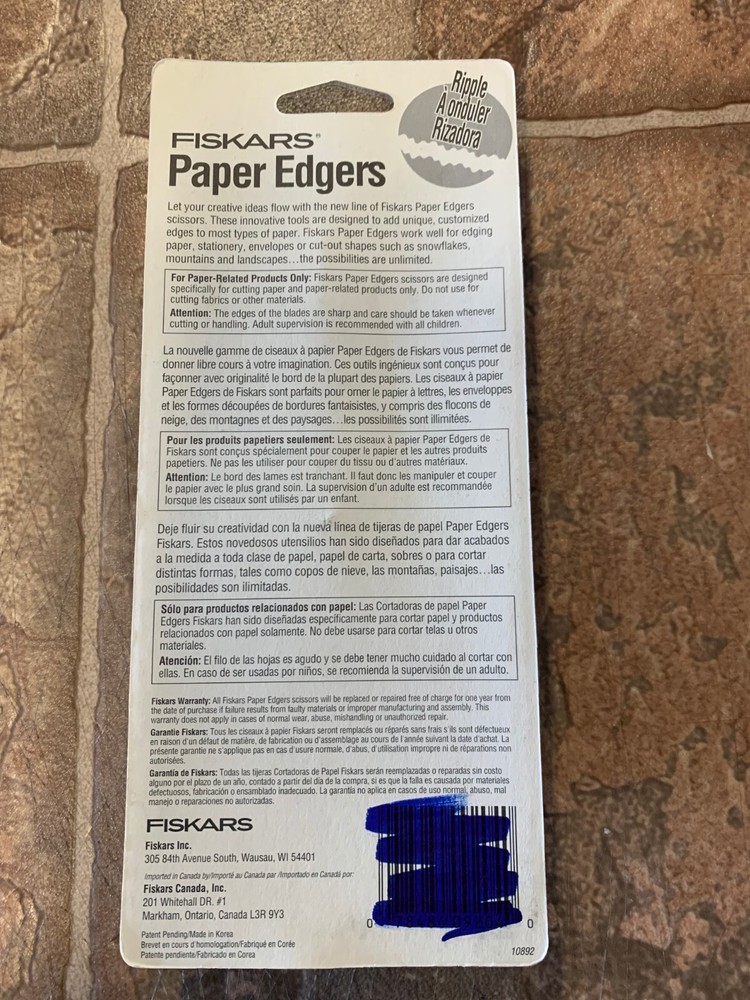 Ripple
À onduler
Rizadora
FISKARS®
Paper Edgers
Let your creative ideas flow with the new line of Fiskars Paper Edgers
scissors. These innovative tools are designed to add unique, customized
edges to most types of paper. Fiskars Paper Edgers work well for edging
paper, stationery, envelopes or cut-out shapes such as snowflakes,
mountains and landscapes...the possibilities are unlimited.
For Paper-Related Products Only: Fiskars Paper Edgers scissors are designed
specifically for cutting paper and paper-related products only. Do not use for
cutting fabrics or other materials.
Attention: The edges of the blades are sharp and care should be taken whenever
cutting or handling. Adult supervision is recommended with all children.
La nouvelle gamme de ciseaux à papier Paper Edgers de Fiskars vous permet de
donner libre cours à votre imagination. Ces outils ingénieux sont conçus pour
façonner avec originalité le bord de la plupart des papiers. Les ciseaux à papier
Paper Edgers de Fiskars sont parfaits pour orner le papier à lettres, les enveloppes
et les formes découpées de bordures fantaisistes, y compris des flocons de
neige, des montagnes et des paysages...les possibilités sont illimitées.
Pour les produits papetiers seulement: Les ciseaux à papier Paper Edgers de
Fiskars sont conçus spécialement pour couper le papier et les autres produits
papetiers. Ne pas les utiliser pour couper du tissu ou d'autres matériaux.
Attention: Le bord des lames est tranchant. Il faut donc les manipuler et couper
le papier avec le plus grand soin. La supervision d'un adulte est recommandée
lorsque les ciseaux sont utilisés par un enfant.
Deje fluir su creatividad con la nueva línea de tijeras de papel Paper Edgers
Fiskars. Estos novedosos utensilios han sido diseñados para dar acabados
a la medida a toda clase de papel, papel de carta, sobres o para cortar
distintas formas, tales como copos de nieve, las montañas, paisajes...las
posibilidades son ilimitadas.
Sólo para productos relacionados con papel: Las Cortadoras de papel Paper
Edgers Fiskars han sido diseñadas específicamente para cortar papel y productos
relacionados con papel solamente. No debe usarse para cortar telas u otros
materiales.
Atención: El filo de las hojas es agudo y se debe tener mucho cuidado al cortar con
ellas. En caso de ser usadas por niños, se recomienda la supervisión de un adulto.
Fiskars Warranty: All Fiskars Paper Edgers scissors will be replaced or repaired free of charge for one year from
the date of purchase if failure results from faulty materials or improper manufacturing and assembly. This
warranty does not apply in cases of normal wear, abuse, mishandling or unauthorized repair.
Garantie Fiskars: Tous les ciseaux à papier Fiskars seront remplacés ou réparés sans frais s'ils sont défectueux
en raison d'un défaut de matière, de fabrication ou d'assemblage au cours de l'année suivant la date d'achat. La
présente garantie ne s'applique pas en cas d'usure normale, d'abus, d'utilisation impropre ni de réparations non
autorisées.
Garantía de Fiskars: Todas las tijeras Cortadoras de Papel Fiskars serán reemplazadas o reparadas sin costo
alguno por el plazo de un año, contado a partir del día de la compra, si es que la falla es causada por materiales
defectuosos, fabricación o ensamblado inadecuado. La garantía no aplica en casos de uso normal, abuso, mal
manejo o reparaciones no autorizadas.
FISKARS
Fiskars Inc.
305 84th Avenue South, Wausau, WI 54401
Imported in Canada by/Importé au Canada par /Importado en Canadá por:
Fiskars Canada, Inc.
201 Whitehall DR. #1
Markham, Ontario, Canada L3R 9Y3
Patent Pending/Made in Korea
Brevet en cours d'homologation/Fabriqué en Corée
Patente pendiente/Fabricado en Corea
0 0
10892